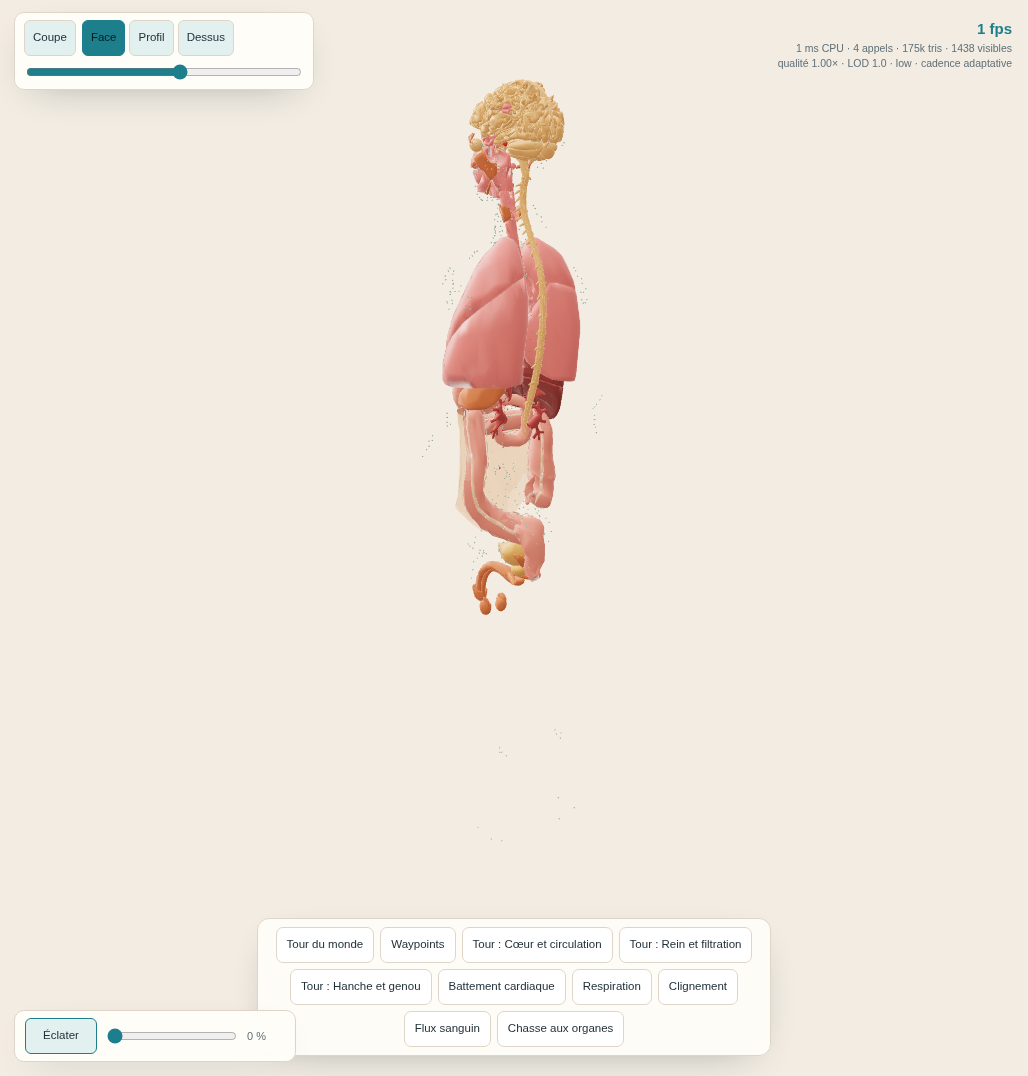 Coupe Face Profil Dessus
1 fps
1 ms CPU · 4 appels · 175k tris · 1438 visibles
qualité 1.00× · LOD 1.0 · low · cadence adaptative
Tour du monde Waypoints Tour : Cœur et circulation Tour : Rein et filtration
Tour : Hanche et genou Battement cardiaque Respiration Clignement
Flux sanguin Chasse aux organes
Éclater 0 %